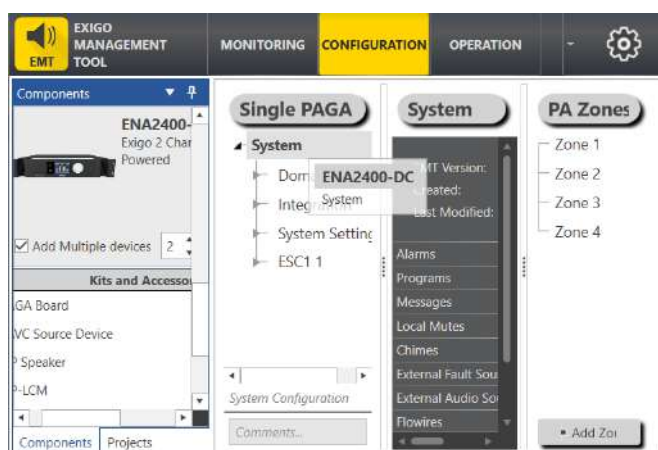 EXIGO
MANAGEMENT
TOOL
EMT
MONITORING
CONFIGURATION
OPERATION
Components
ENA2400-
Exigo 2 Char
Powered
Add Multiple devices 2
Kits and Accessor
GA Board
VC Source Device
P Speaker
P-LCM
Components
Projects
Single PAGA
System
Dom
Integ
System Setting
ESC1 1
ENA2400-DC
System
System Configuration
Comments...
System
MT Version:
Created:
Last Modified:
Alarms
Programs
Messages
Local Mutes
Chimes
External Fault Sou
External Audio So
Flowires
PA Zones
Zone 1
Zone 2
Zone 3
Zone 4
Add Zo